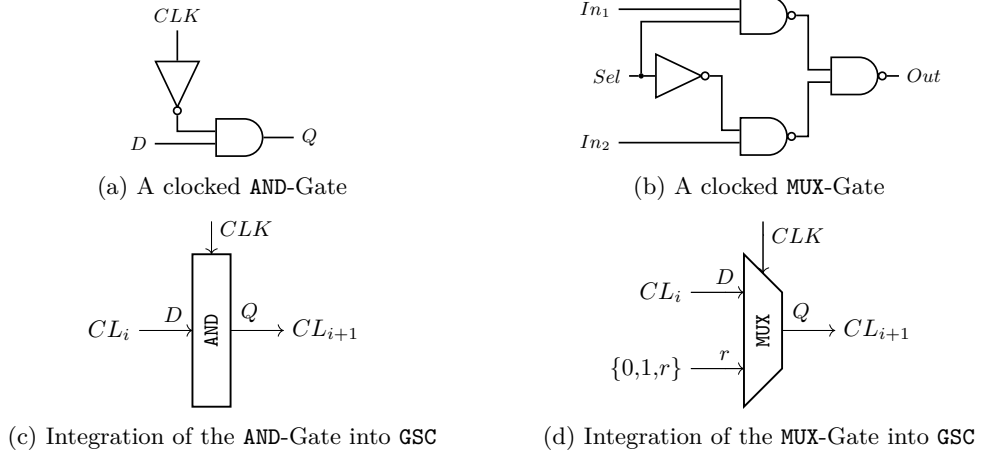 CLK
D
Q
(a) A clocked AND-Gate
In₁
Sel
In₂
Out
(b) A clocked MUX-Gate
CLK
CLᵢ
D
AND
Q
CLᵢ₊₁
(c) Integration of the AND-Gate into GSC
CLK
CLᵢ
D
{0,1,r}
r
MUX
Q
CLᵢ₊₁
(d) Integration of the MUX-Gate into GSC